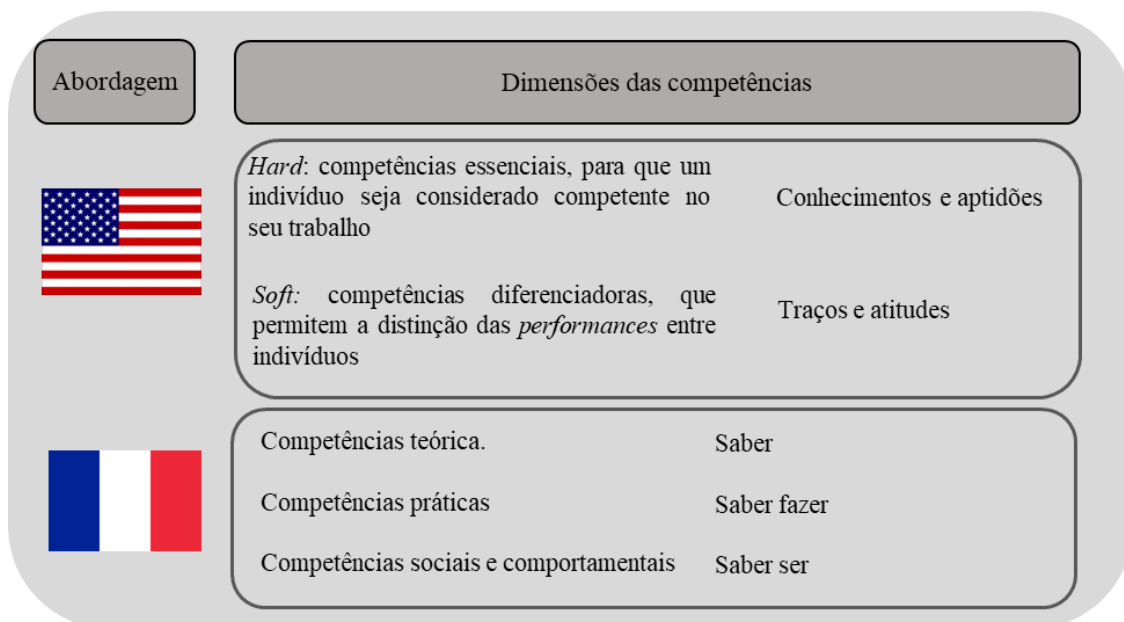 Abordagem
Dimensões das competências
Hard: competências essenciais, para que um
indivíduo seja considerado competente no
seu trabalho
Conhecimentos e aptidões
Soft: competências diferenciadoras, que
permitem a distinção das performances entre
indivíduos
Traços e atitudes
Competências teórica.
Saber
Competências práticas
Saber fazer
Competências sociais e comportamentais
Saber ser